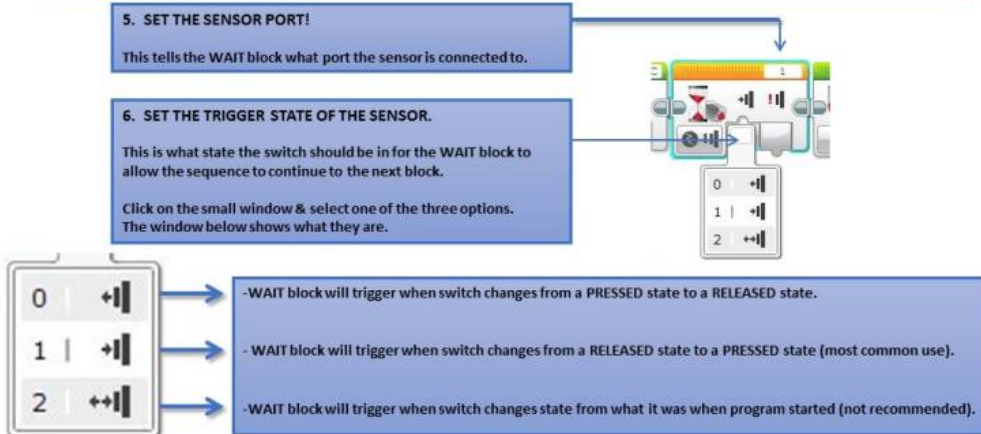 5. SET THE SENSOR PORT!
This tells the WAIT block what port the sensor is connected to.
1
6. SET THE TRIGGER STATE OF THE SENSOR.
This is what state the switch should be in for the WAIT block to
allow the sequence to continue to the next block.
Click on the small window & select one of the three options.
The window below shows what they are.
0
1
2
0
-WAIT block will trigger when switch changes from a PRESSED state to a RELEASED state.
1
- WAIT block will trigger when switch changes from a RELEASED state to a PRESSED state (most common use).
2
-WAIT block will trigger when switch changes state from what it was when program started (not recommended).